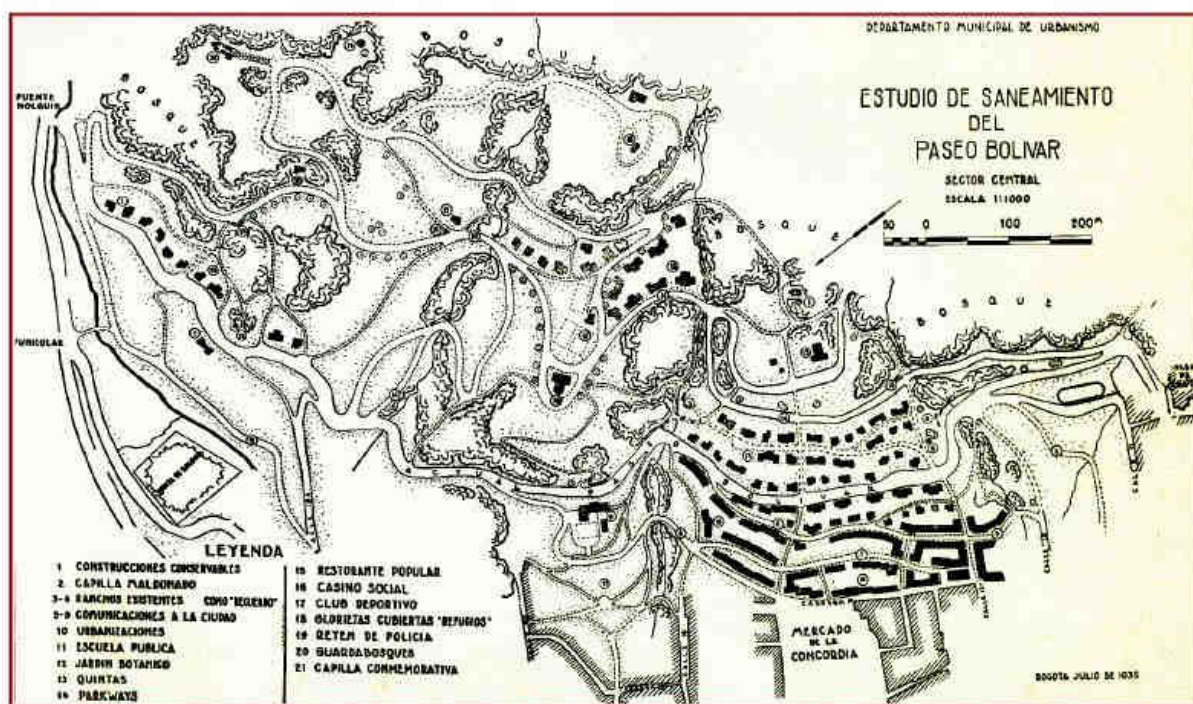 DEPARTAMENTO MUNICIPAL DE URBANISMO
ESTUDIO DE SANEAMIENTO
DEL
PASEO BOLIVAR
SECTOR CENTRAL
ESCALA 1:1000
50 0 100 200 m
BOSQUE
BOSQUE
BOSQUE
BOSQUE
PUENTE
HOLGUIN
FUNICULAR
MERCADO
DE LA
CONCORDIA
LEYENDA
1 CONSTRUCCIONES CONSERVABLES
2 CAPILLA MALDONADO
3-4 RANCHOS EXISTENTES COMO "RECUERDO"
5-9 COMUNICACIONES A LA CIUDAD
10 URBANIZACIONES
11 ESCUELA PUBLICA
12 JARDIN BOTANICO
13 QUINTAS
14 PARKWAYS
15 RESTORANTE POPULAR
16 CASINO SOCIAL
17 CLUB DEPORTIVO
18 GLORIETAS CUBIERTAS "REFUGIOS"
19 RETEN DE POLICIA
20 GUARDABOSQUES
21 CAPILLA CONMEMORATIVA
BOGOTA JULIO DE 1935